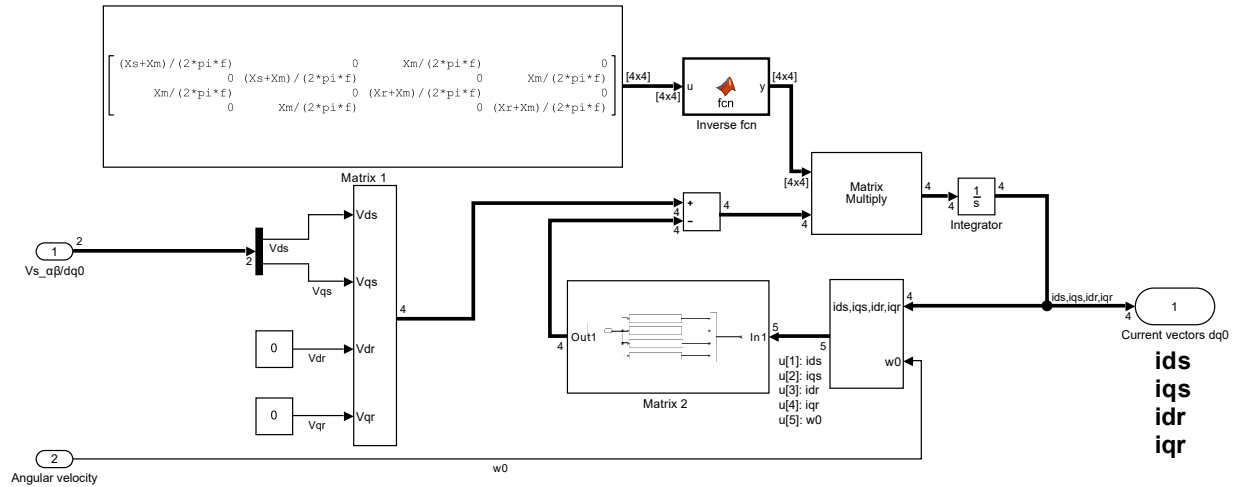 (Xs+Xm)/(2*pi*f) 0 Xm/(2*pi*f) 0
0 (Xs+Xm)/(2*pi*f) 0 Xm/(2*pi*f)
Xm/(2*pi*f) 0 (Xr+Xm)/(2*pi*f) 0
0 Xm/(2*pi*f) 0 (Xr+Xm)/(2*pi*f)
[4x4]
[4x4]
u
fcn
y
[4x4]
Inverse fcn
Matrix 1
[4x4]
Matrix
Multiply
4
4
4
1
s
4
4
Integrator
+
−
4
4
4
Vds
Vqs
Vdr
Vqr
4
1
Vs_αβ/dq0
2
2
Vds
Vqs
0
Vdr
0
Vqr
Out1
4
In1
5
Matrix 2
5
ids,iqs,idr,iqr
4
w0
u[1]: ids
u[2]: iqs
u[3]: idr
u[4]: iqr
u[5]: w0
ids,iqs,idr,iqr
4
1
Current vectors dq0
ids
iqs
idr
iqr
2
Angular velocity
w0